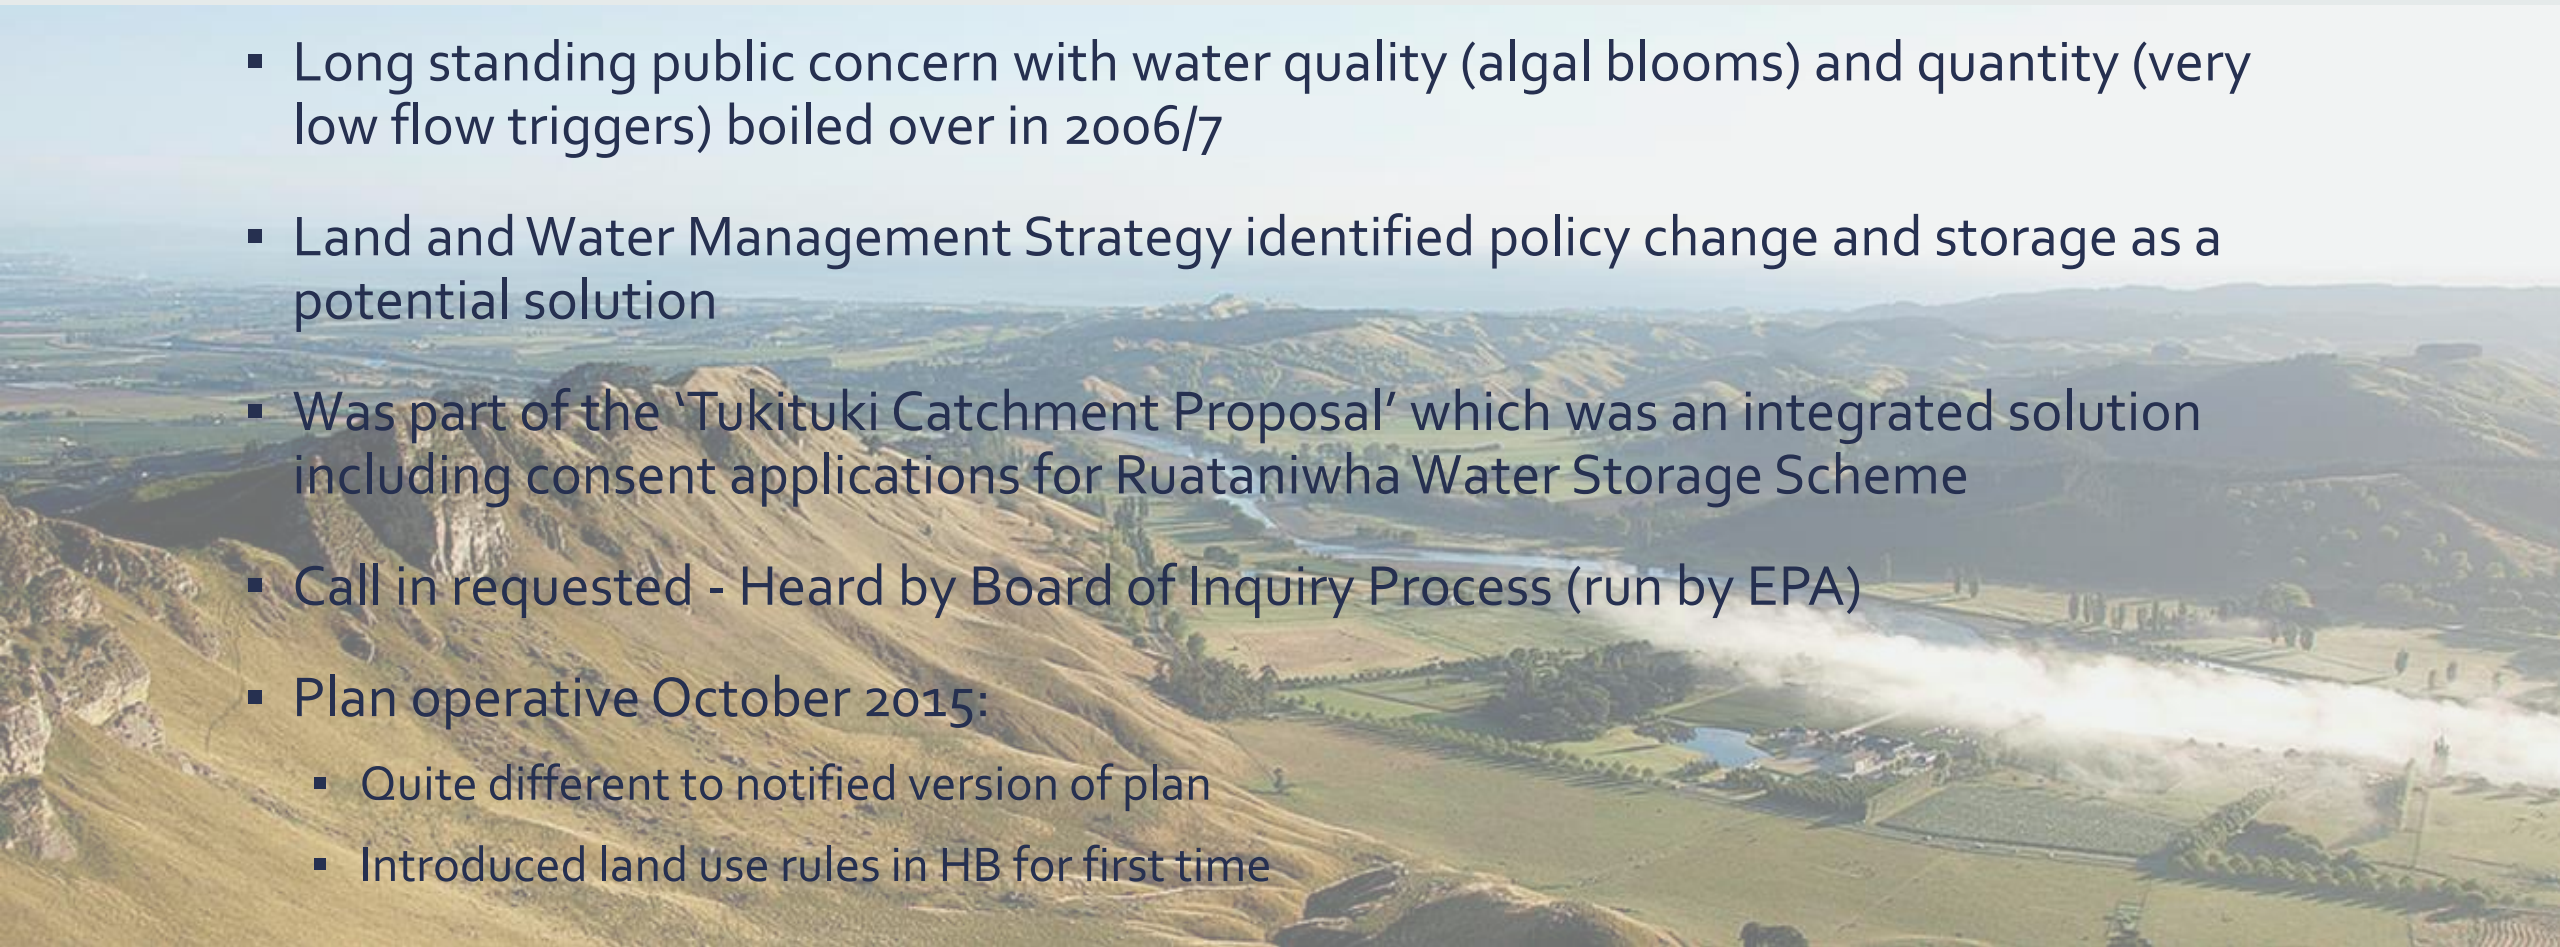 ▪ Long standing public concern with water quality (algal blooms) and quantity (very
low flow triggers) boiled over in 2006/7
▪ Land and Water Management Strategy identified policy change and storage as a
potential solution
▪ Was part of the ‘Tukituki Catchment Proposal’ which was an integrated solution
including consent applications for Ruataniwha Water Storage Scheme
▪ Call in requested - Heard by Board of Inquiry Process (run by EPA)
▪ Plan operative October 2015:
▪ Quite different to notified version of plan
▪ Introduced land use rules in HB for first time